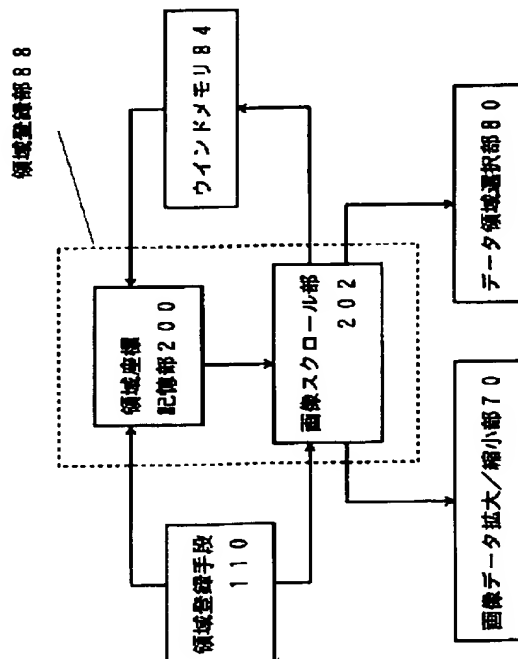 領域登録部88
領域登録手段
110
領域座標
記憶部200
ウインドメモリ84
画像スクロール部
202
画像データ拡大／縮小部70
データ領域選択部80